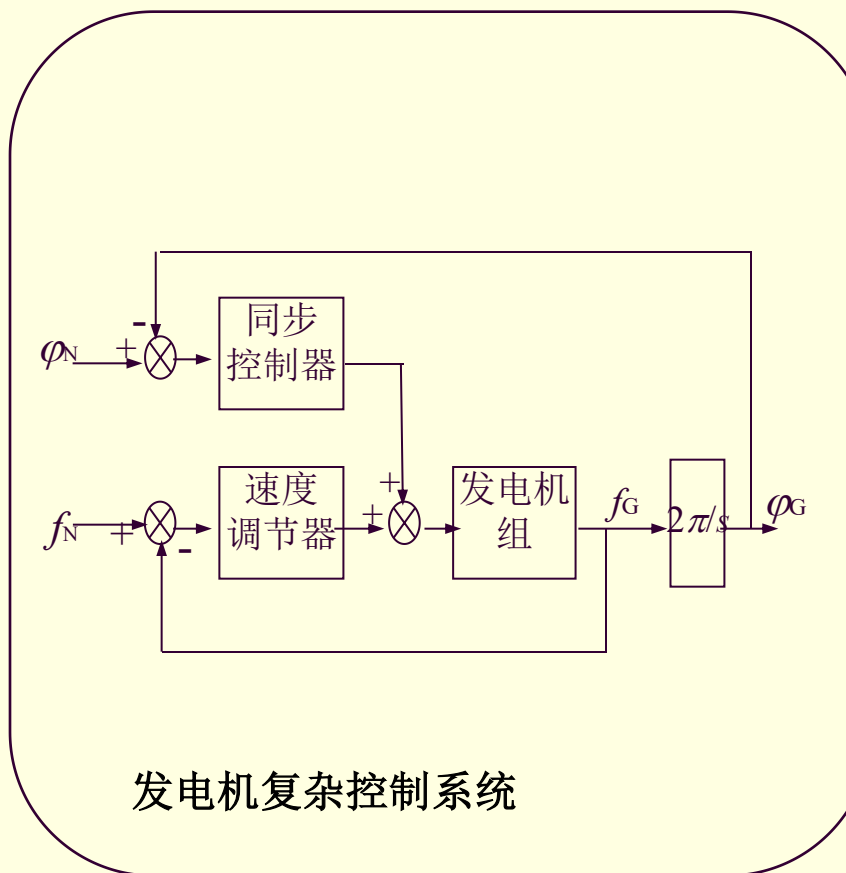 -
φN
+
同步
控制器
+
fN
+
-
速度
调节器
+
发电机
组
fG
2π/s
φG
发电机复杂控制系统